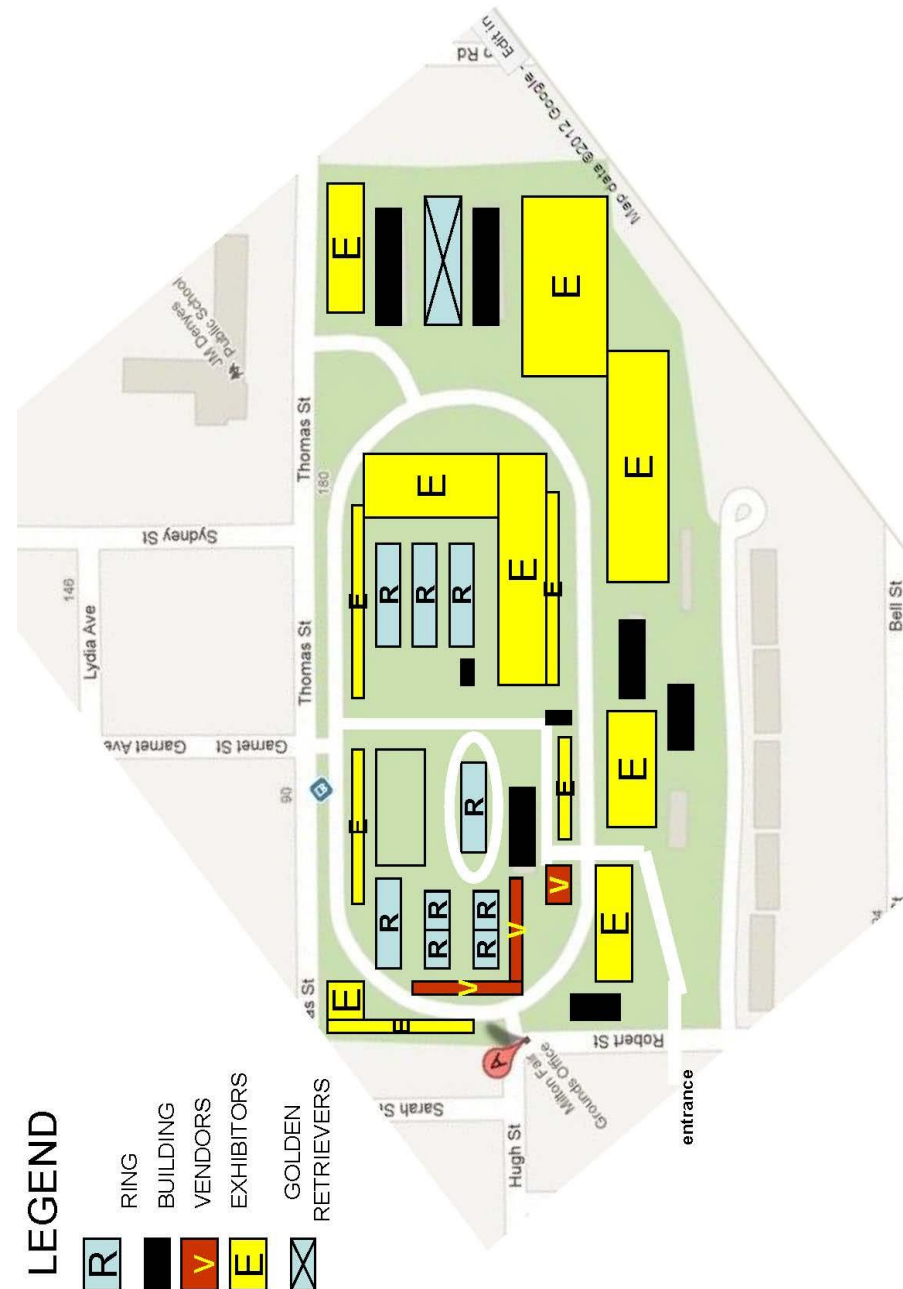 LEGEND
R RING
BUILDING
V VENDORS
E EXHIBITORS
GOLDEN
RETRIEVERS
146
Lydia Ave
JM Denyes
Public School
Sydney St
Garnet Ave
Garnet St
90
180
as St
Thomas St
Thomas St
Rd
Edit in
Map data ©2012 Google -
E
E
E
E
E
E
R
R
R
R
R
R
R
R
R
V
V
V
E
E
E
E
E
E
E
A
Milton Fair
Grounds Office
Sarah St
Hugh St
Robert St
entrance
Bell St